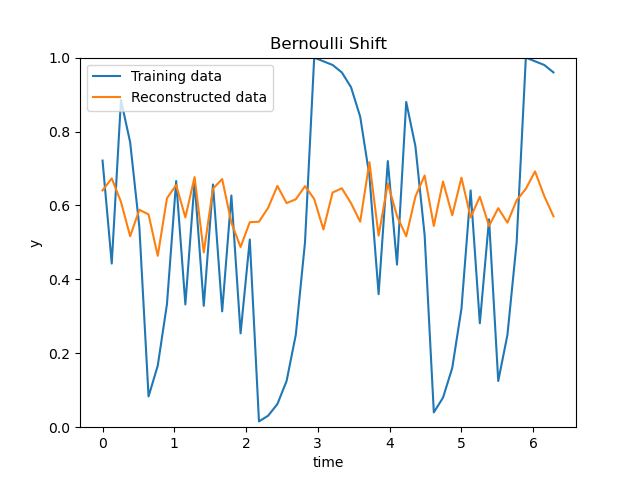 Bernoulli Shift
Training data
Reconstructed data
1.0
0.8
0.6
0.4
0.2
0.0
y
0 1 2 3 4 5 6
time